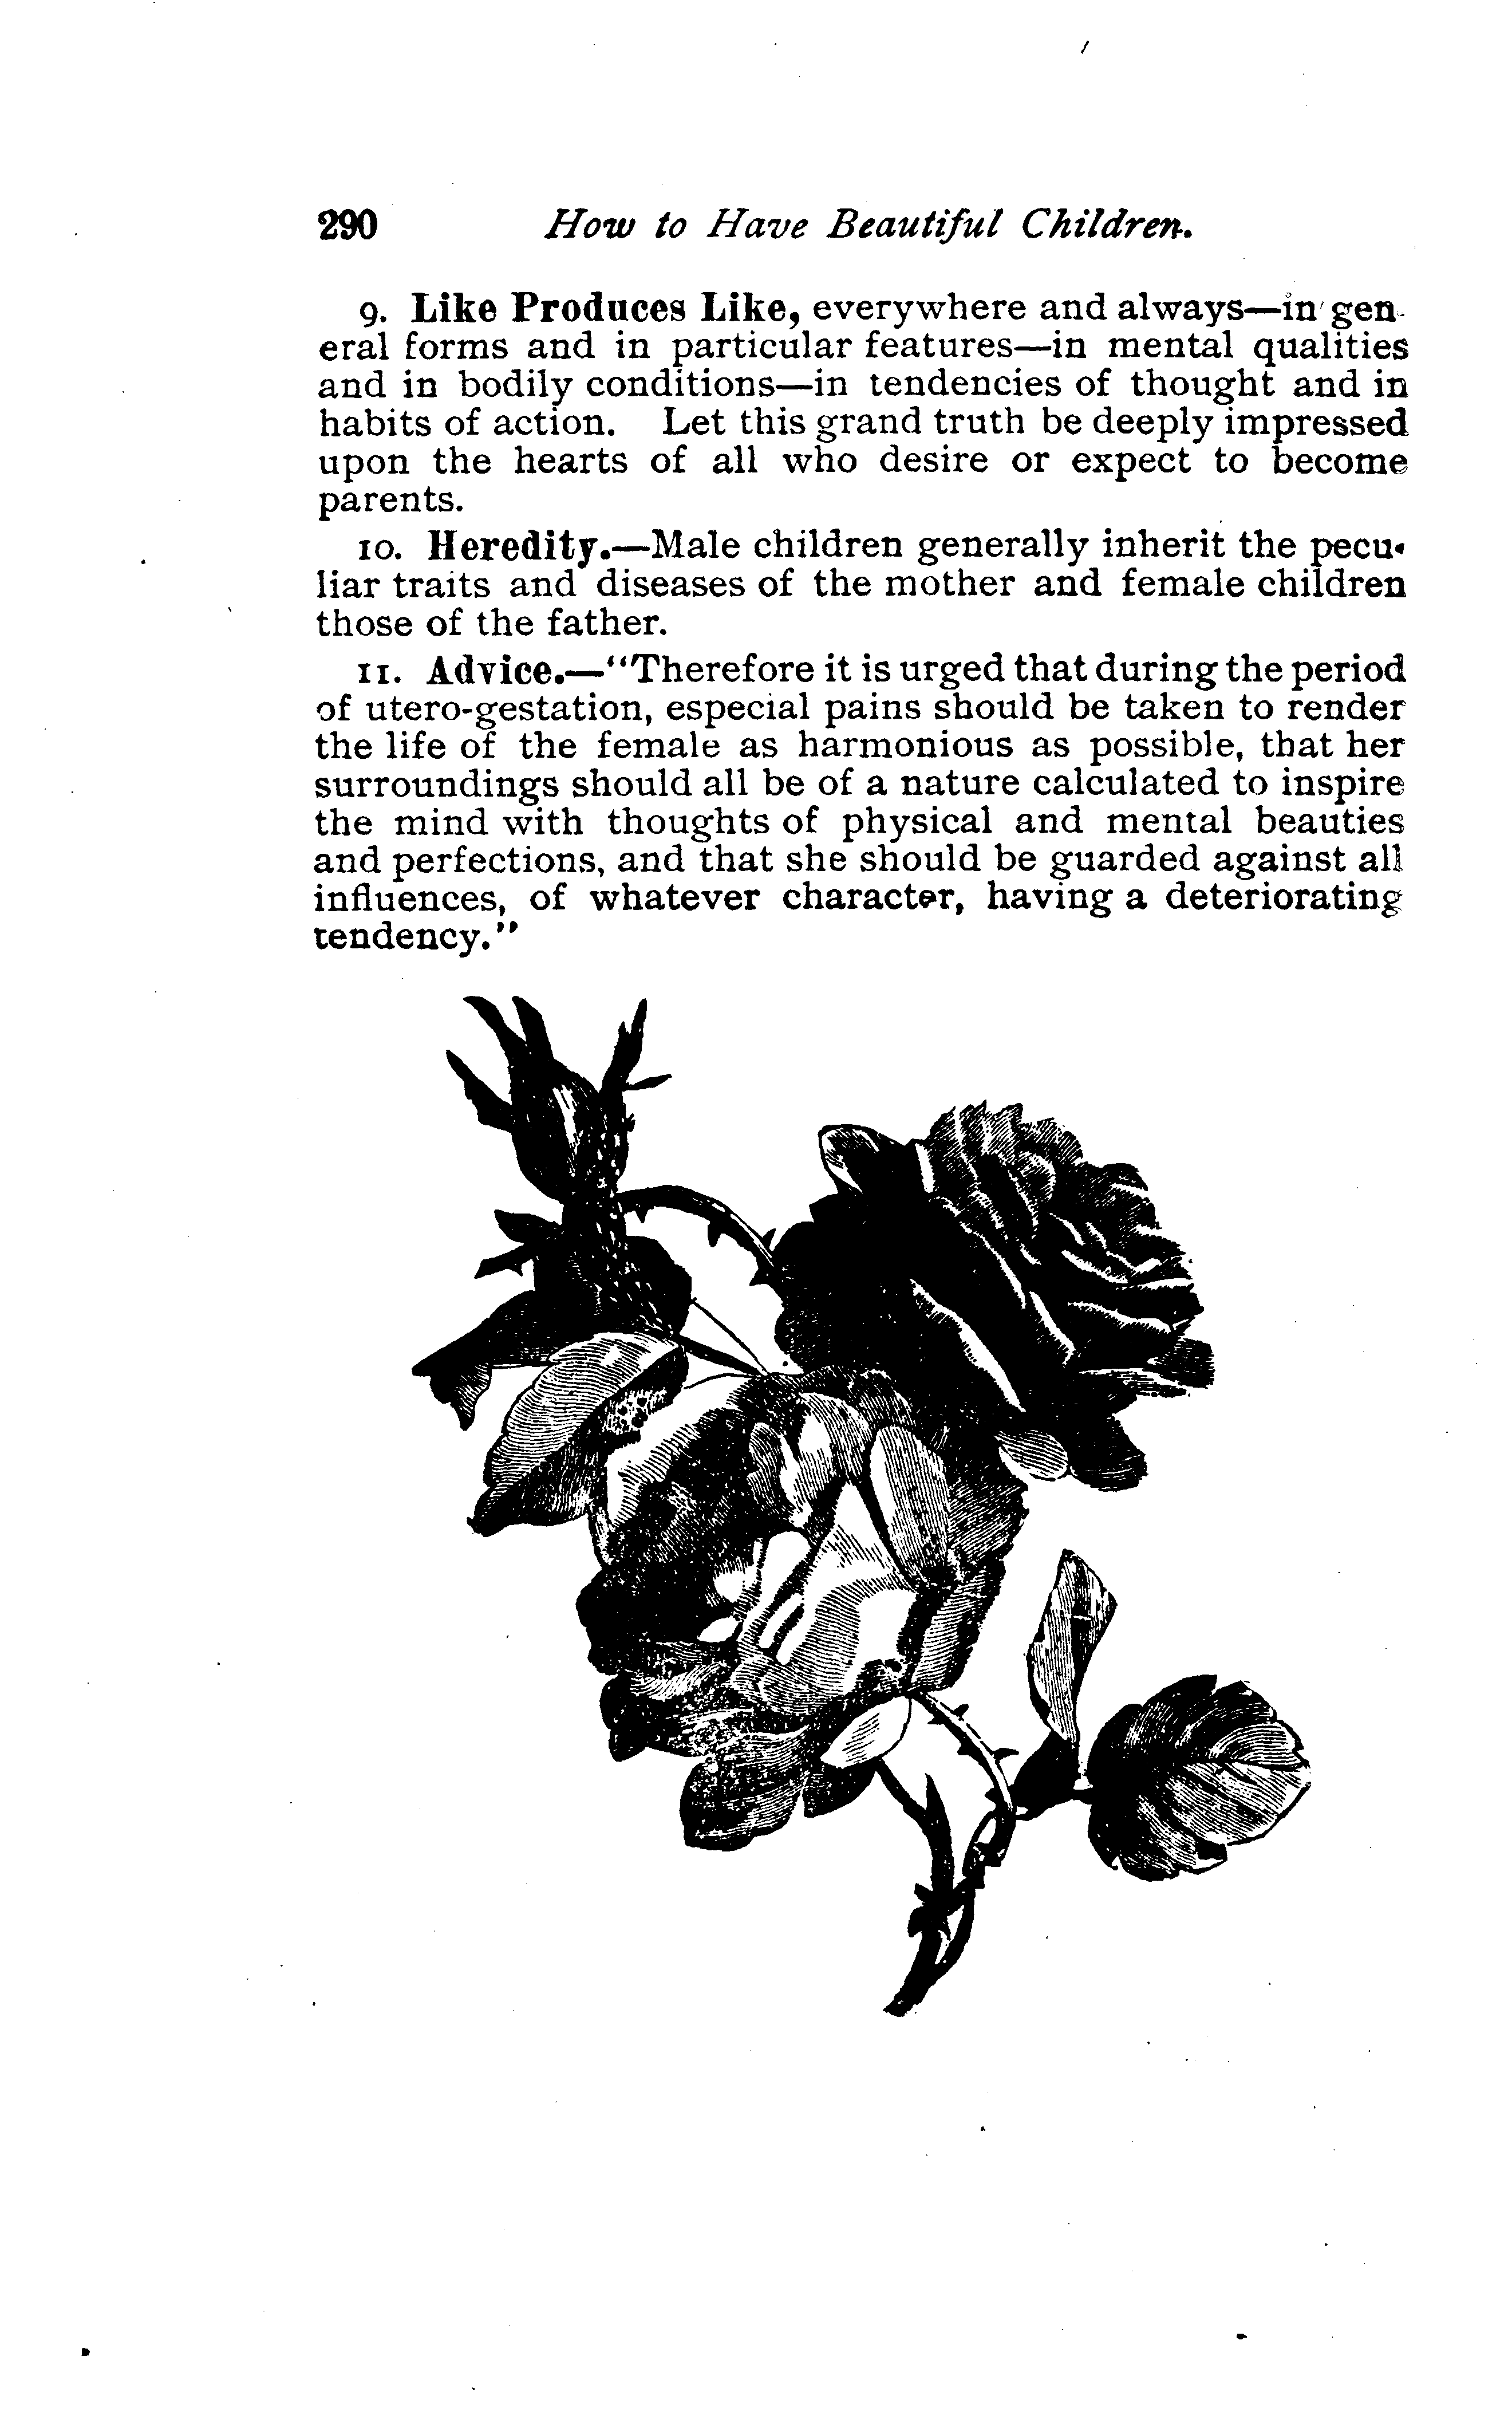 290 How to Have Beautiful Children.
9. Like Produces Like, everywhere and always—in gen-
eral forms and in particular features—in mental qualities
and in bodily conditions—in tendencies of thought and in
habits of action. Let this grand truth be deeply impressed
upon the hearts of all who desire or expect to become
parents.
10. Heredity.—Male children generally inherit the pecu-
liar traits and diseases of the mother and female children
those of the father.
11. Advice.—"Therefore it is urged that during the period
of utero-gestation, especial pains should be taken to render
the life of the female as harmonious as possible, that her
surroundings should all be of a nature calculated to inspire
the mind with thoughts of physical and mental beauties
and perfections, and that she should be guarded against all
influences, of whatever character, having a deteriorating
tendency."